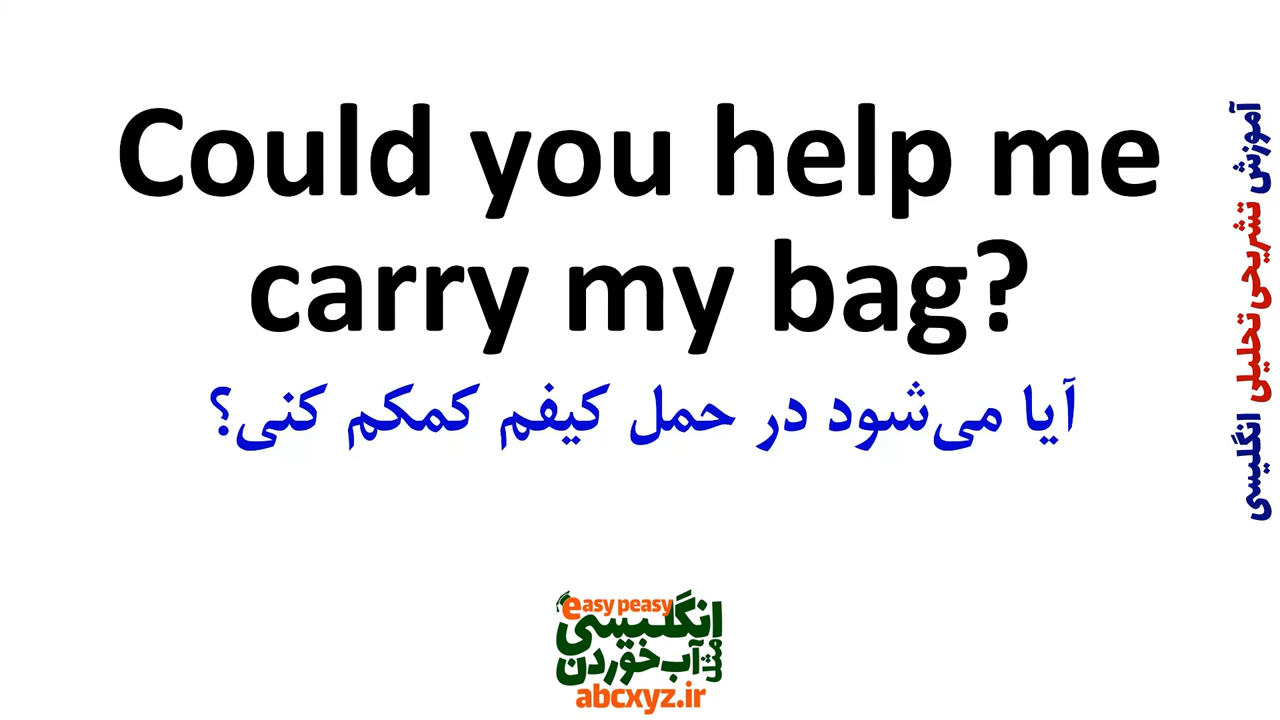 Could you help me
carry my bag?
آیا می‌شود در حمل کیفم کمکم کنی؟
آموزش تشریحی تحلیلی انگلیسی
easy peasy
انگلیسی
مثل آب خوردن
abcxyz.ir